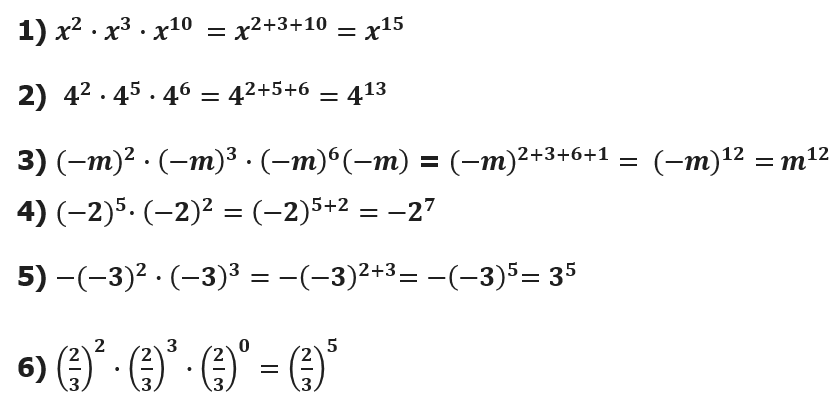 1) x² · x³ · x¹⁰ = x²⁺³⁺¹⁰ = x¹⁵
2) 4² · 4⁵ · 4⁶ = 4²⁺⁵⁺⁶ = 4¹³
3) (−m)² · (−m)³ · (−m)⁶(−m) = (−m)²⁺³⁺⁶⁺¹ = (−m)¹² = m¹²
4) (−2)⁵· (−2)² = (−2)⁵⁺² = −2⁷
5) −(−3)² · (−3)³ = −(−3)²⁺³= −(−3)⁵= 3⁵
6) (2/3)² · (2/3)³ · (2/3)⁰ = (2/3)⁵